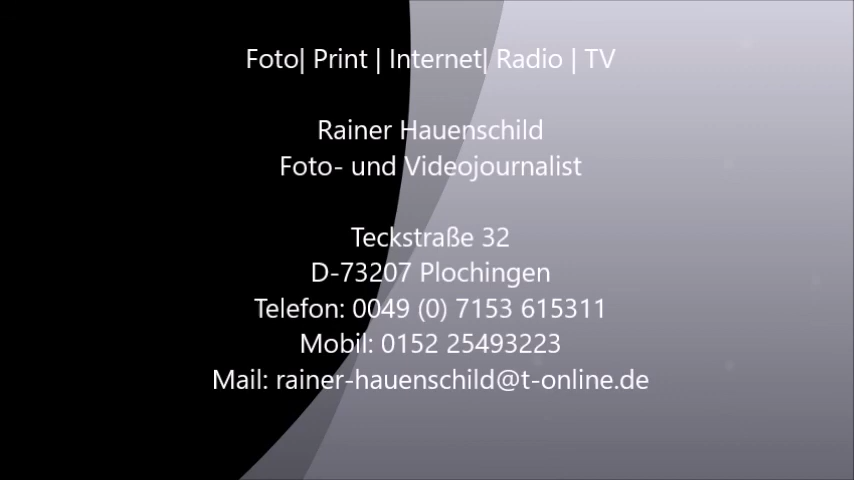 Foto| Print | Internet| Radio | TV
Rainer Hauenschild
Foto- und Videojournalist
Teckstraße 32
D-73207 Plochingen
Telefon: 0049 (0) 7153 615311
Mobil: 0152 25493223
Mail: rainer-hauenschild@t-online.de